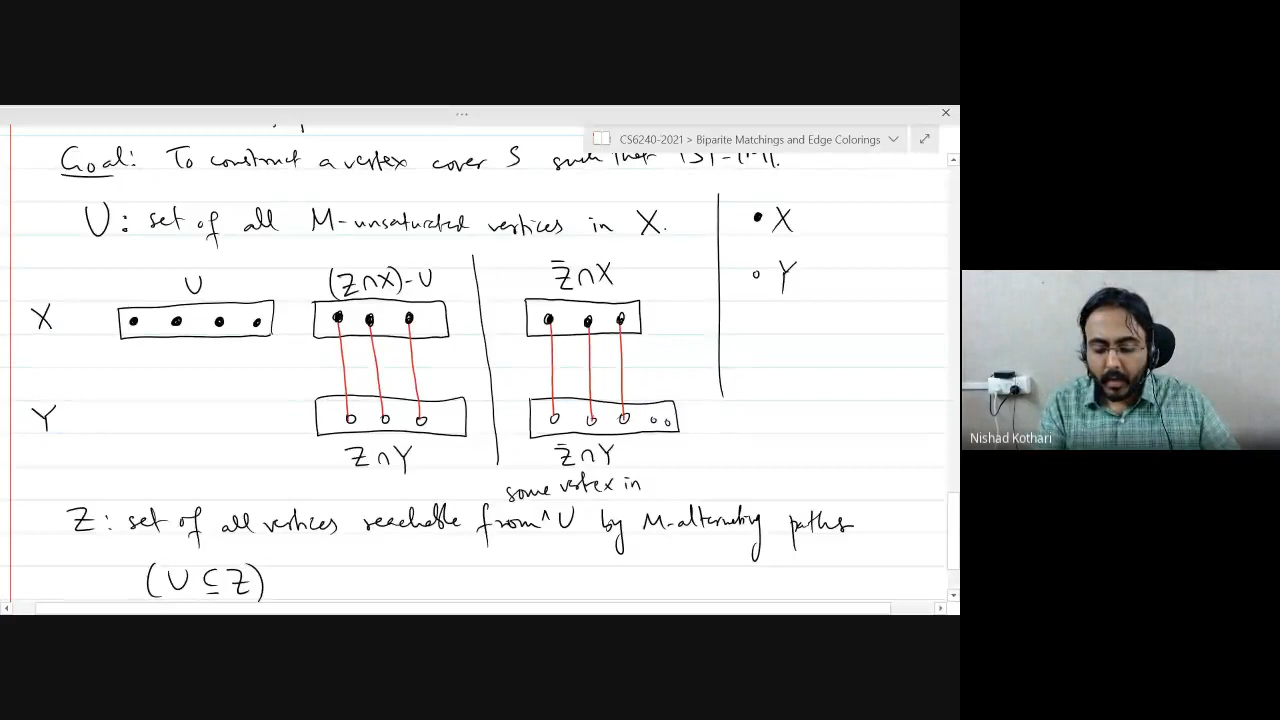 CS6240-2021 > Biparite Matchings and Edge Colorings
Goal: To construct a vertex cover S such that |S|=|M|.
U: set of all M-unsaturated vertices in X.
X
Y
U
(Z∩X)-U
Z̄∩X
X
Y
Z∩Y
Z̄∩Y
some vertex in
Z: set of all vertices reachable from^U by M-alternating paths
(U ⊆ Z)
Nishad Kothari